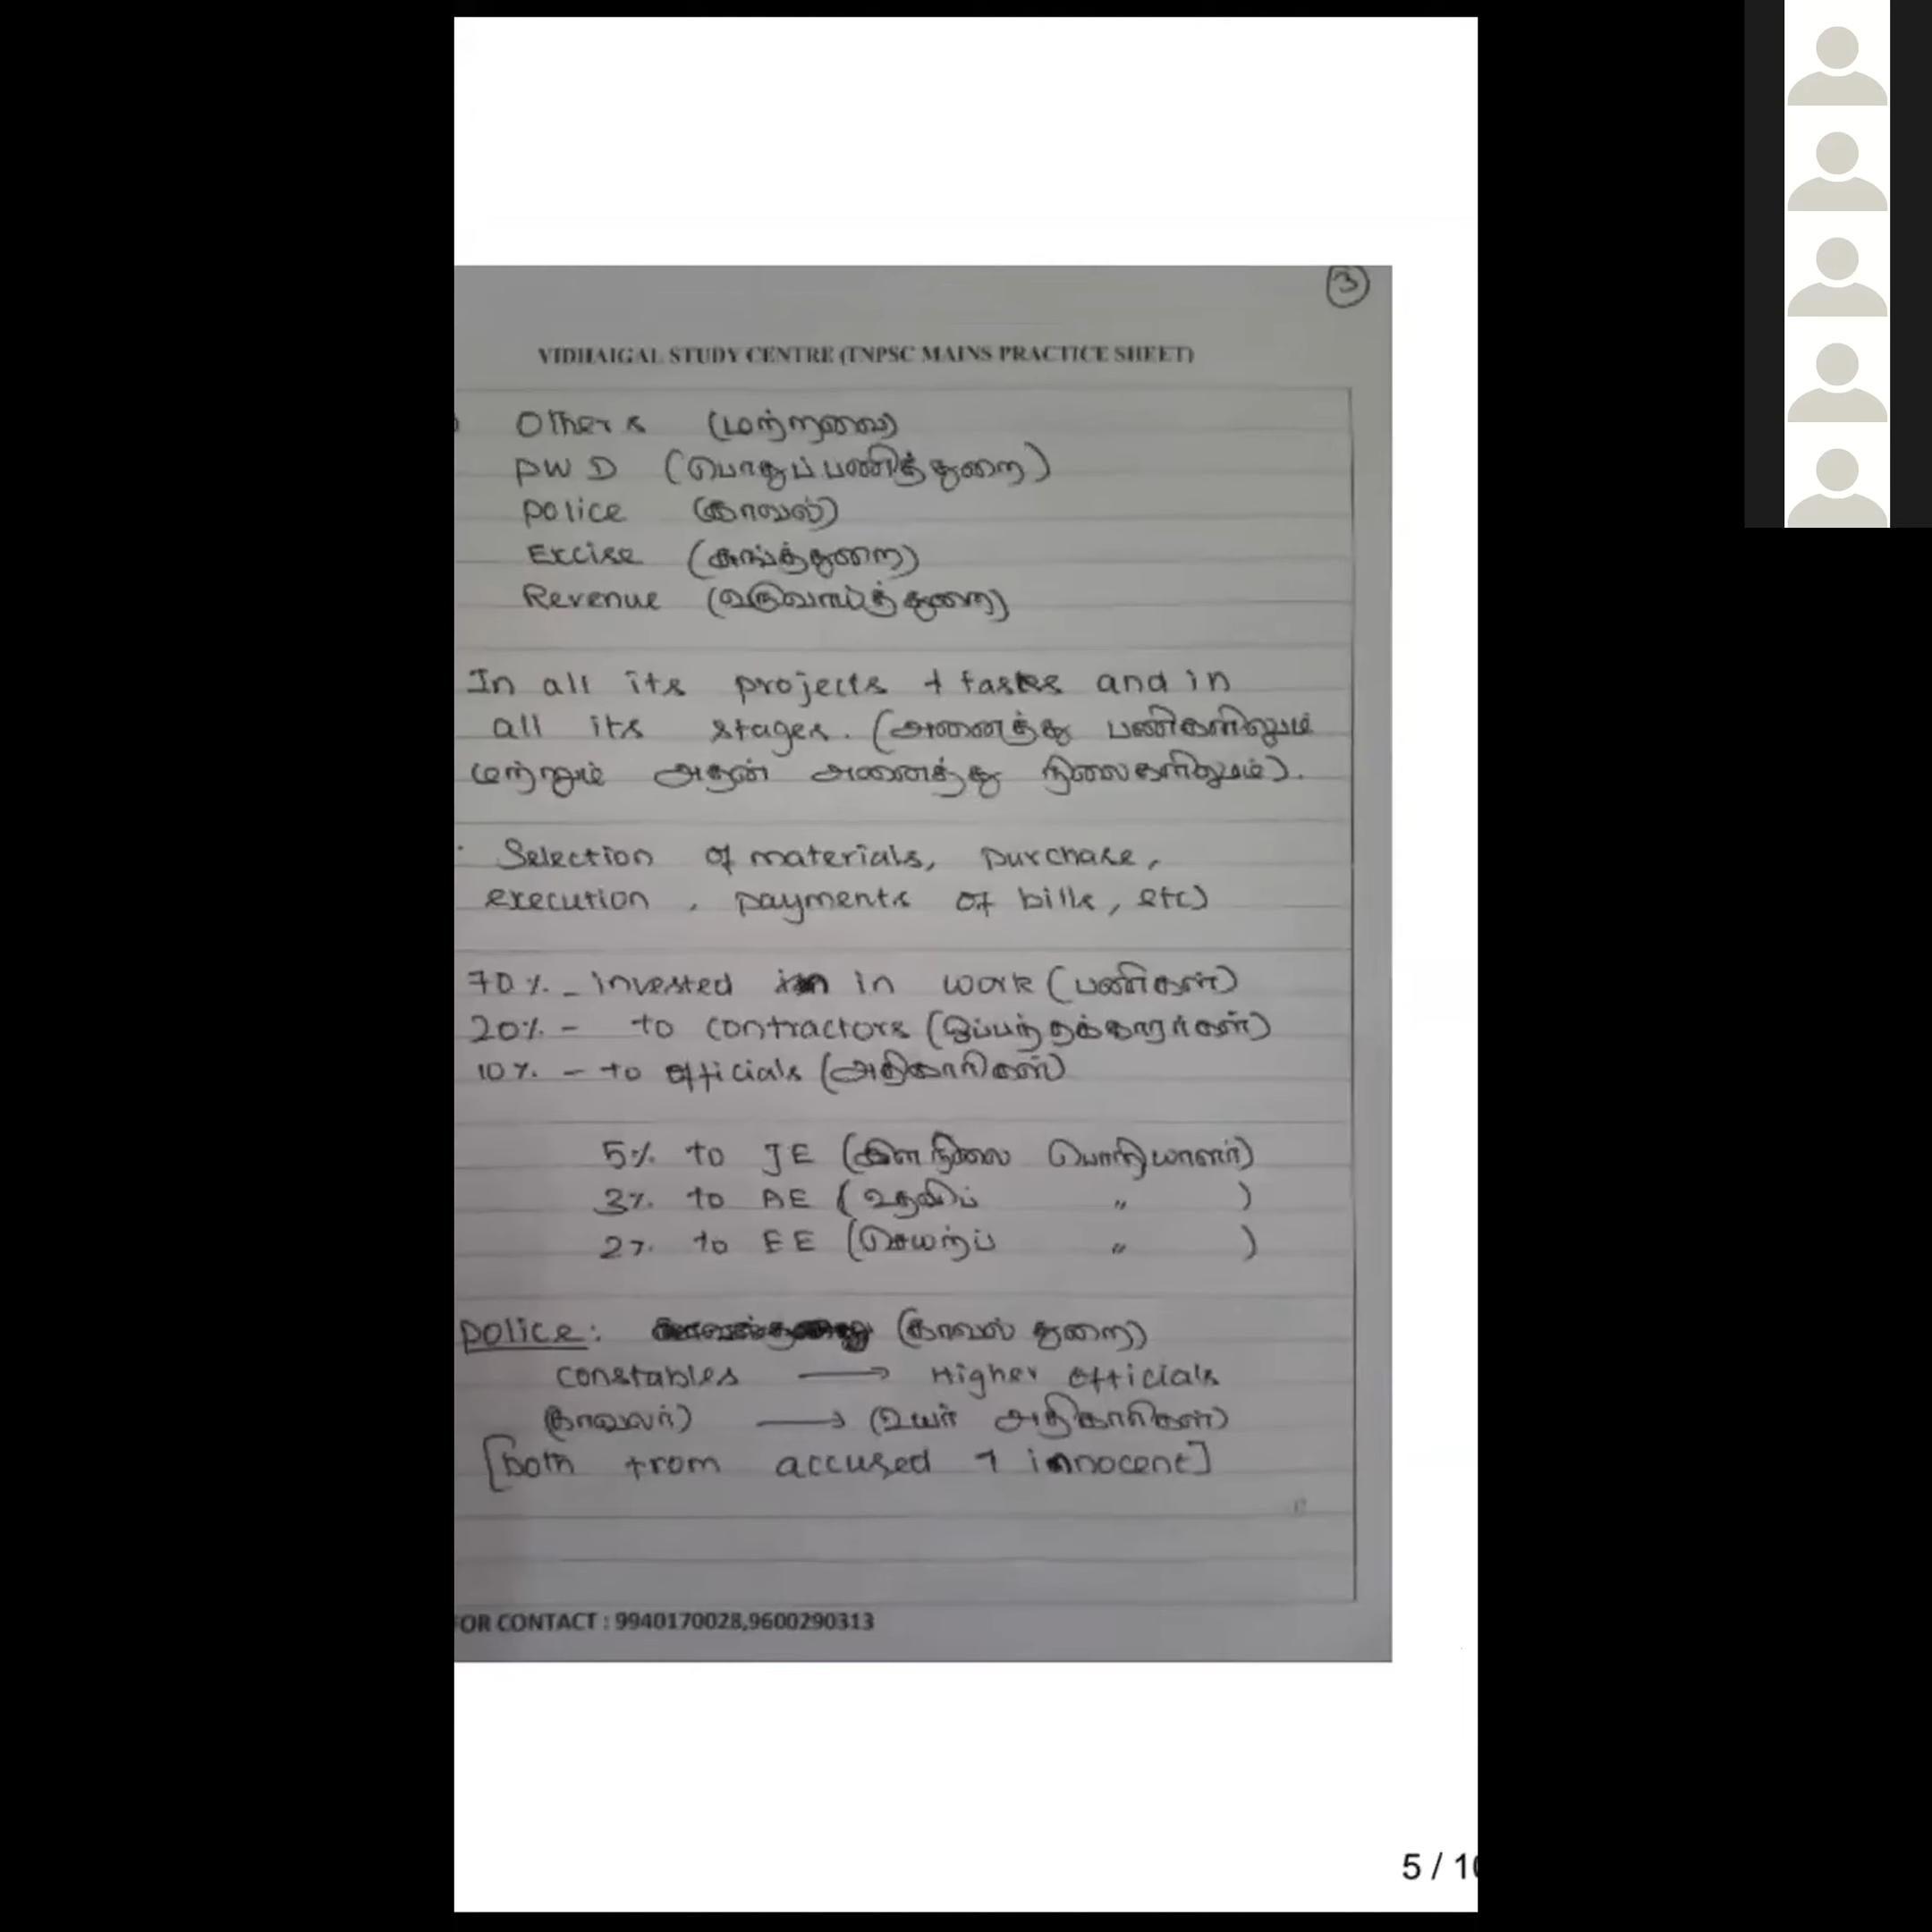 3
VIDHAIGAL STUDY CENTRE (TNPSC MAINS PRACTICE SHEET)
Others (மற்றவை)
PWD (பொதுப்பணித்துறை)
Police (காவல்)
Excise (சுங்கத்துறை)
Revenue (வருவாய்த்துறை)
In all its projects + tasks and in
all its stages. (அனைத்து பணிகளிலும்
மற்றும் அதன் அனைத்து நிலைகளிலும்).
Selection of materials, purchase,
execution, payments of bills, etc)
70% - invested in work (பணிகள்)
20% - to contractors (ஒப்பந்தக்காரர்கள்)
10% - to officials (அதிகாரிகள்)
5% to JE (இளநிலை பொறியாளர்)
3% to AE (உதவிப் " )
2% to EE (செயற்ப் " )
Police: (காவல் துறை)
Constables → Higher officials
(காவலர்) → (உயர் அதிகாரிகள்)
[both from accused + innocent]
FOR CONTACT : 9940170028,9600290313
5 / 10